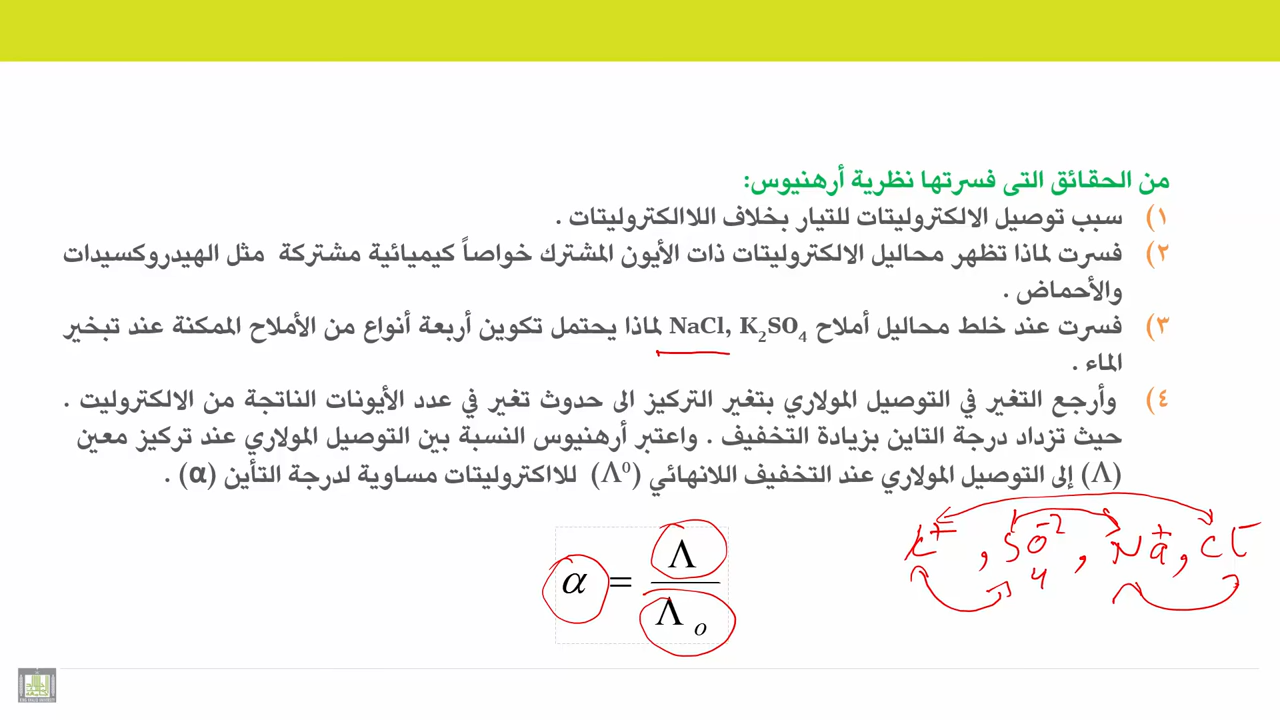 من الحقائق التى فسرتها نظرية أرهنيوس:
١) سبب توصيل الالكتروليتات للتيار بخلاف اللاالكتروليتات .
٢) فسرت لماذا تظهر محاليل الالكتروليتات ذات الأيون المشترك خواصاً كيميائية مشتركة مثل الهيدروكسيدات
والأحماض .
٣) فسرت عند خلط محاليل أملاح NaCl, K₂SO₄ لماذا يحتمل تكوين أربعة أنواع من الأملاح الممكنة عند تبخير
الماء .
٤) وأرجع التغير في التوصيل المولاري بتغير التركيز الى حدوث تغير في عدد الأيونات الناتجة من الالكتروليت .
حيث تزداد درجة التاين بزيادة التخفيف . واعتبر أرهنيوس النسبة بين التوصيل المولاري عند تركيز معين
(Λ) إلى التوصيل المولاري عند التخفيف اللانهائي (Λ⁰) للااكتروليتات مساوية لدرجة التأين (α) .
K⁺ , SO₄⁻² , Na⁺ , Cl⁻
α = Λ / Λₒ